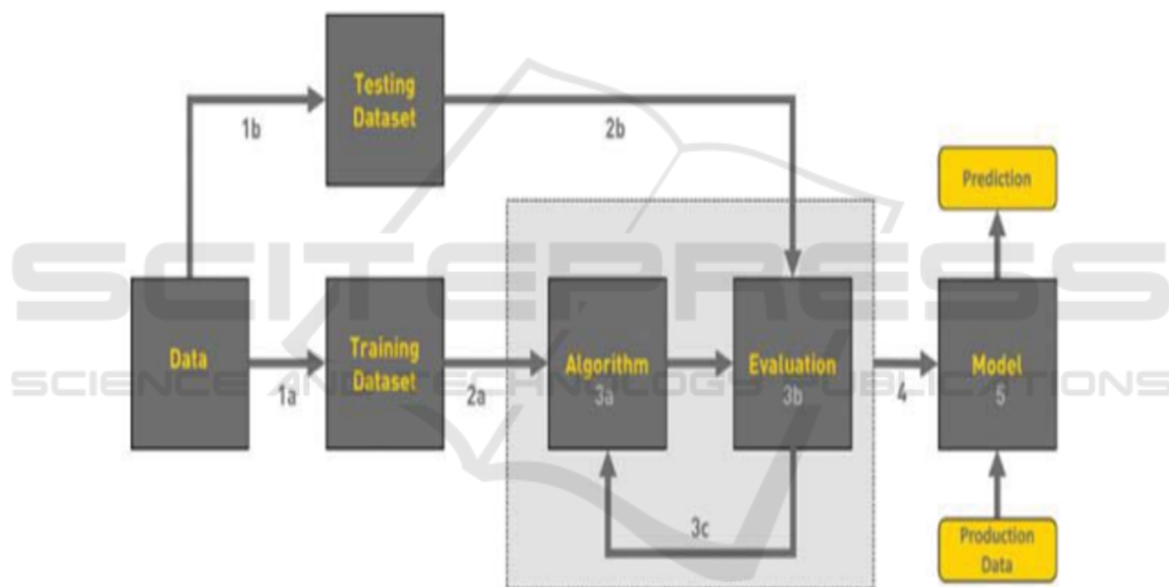 Testing
Dataset
1b
2b
Prediction
SCITEPRESS
Data
Training
Dataset
Algorithm
3a
Evaluation
3b
Model
5
SCIENCE AND TECHNOLOGY PUBLICATIONS
1a
2a
4
3c
Production
Data